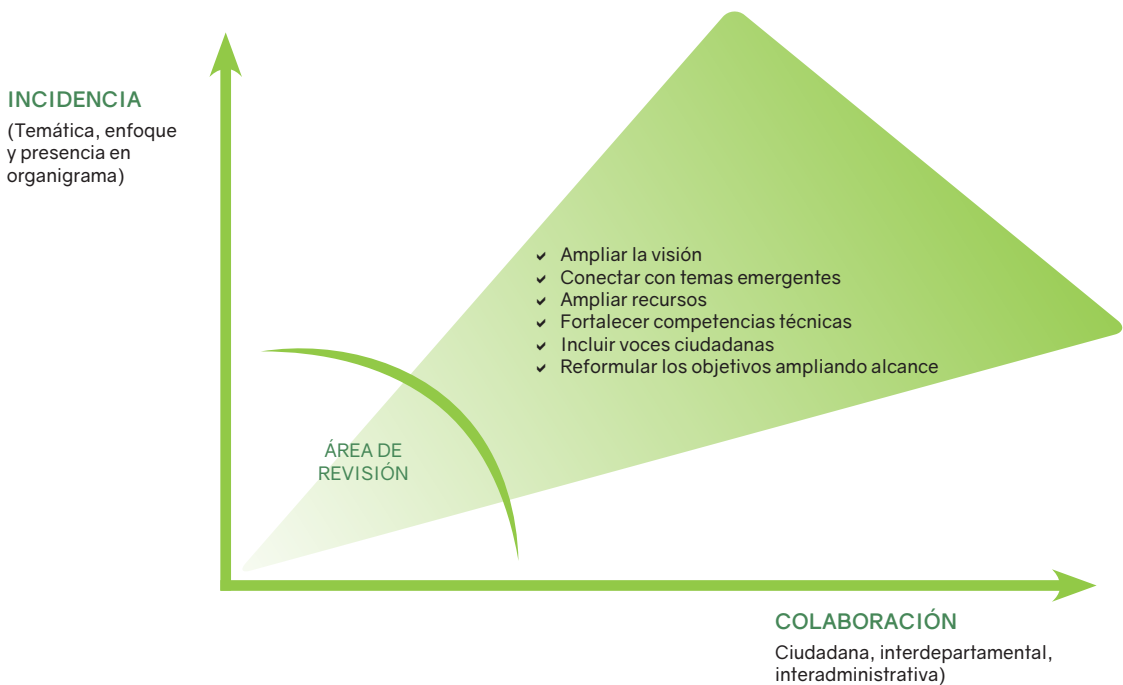 INCIDENCIA
(Temática, enfoque
y presencia en
organigrama)
Ampliar la visión
Conectar con temas emergentes
Ampliar recursos
Fortalecer competencias técnicas
Incluir voces ciudadanas
Reformular los objetivos ampliando alcance
ÁREA DE
REVISIÓN
COLABORACIÓN
Ciudadana, interdepartamental,
interadministrativa)